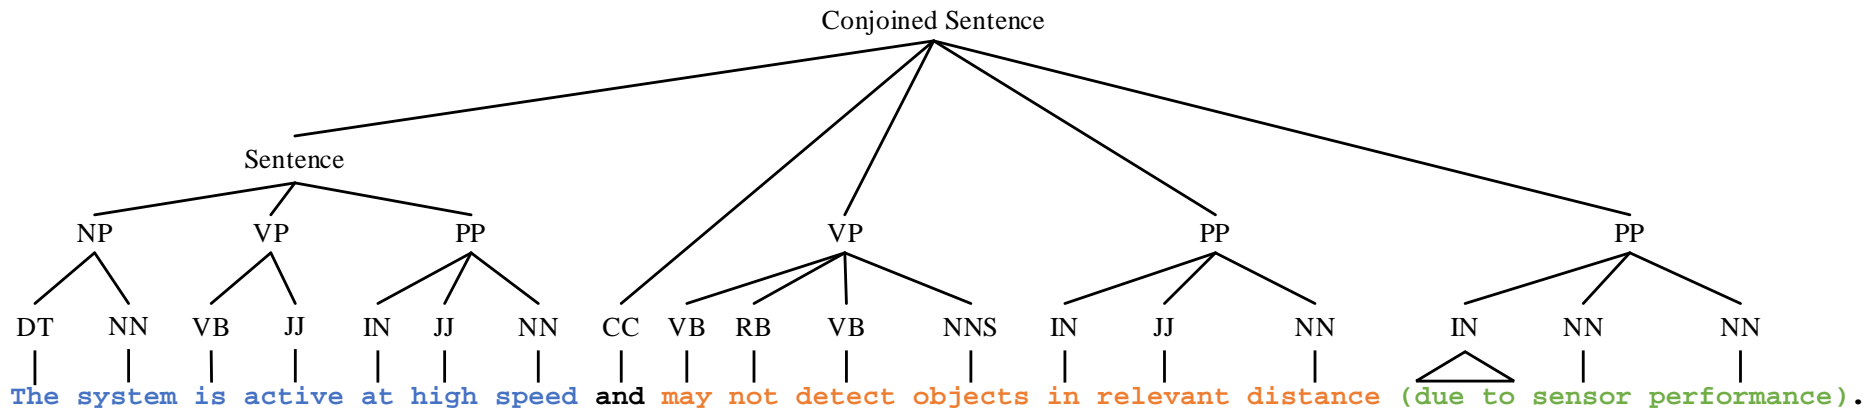 Conjoined Sentence
Sentence
NP VP PP VP PP PP
DT NN VB JJ IN JJ NN CC VB RB VB NNS IN JJ NN IN NN NN
The system is active at high speed and may not detect objects in relevant distance (due to sensor performance).